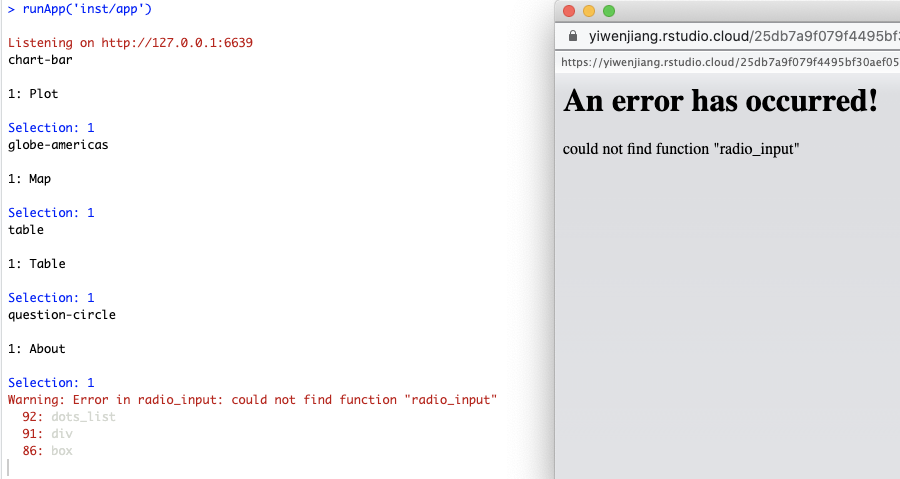 > runApp('inst/app')
Listening on http://127.0.0.1:6639
chart-bar
1: Plot
Selection: 1
globe-americas
1: Map
Selection: 1
table
1: Table
Selection: 1
question-circle
1: About
Selection: 1
Warning: Error in radio_input: could not find function "radio_input"
92: dots_list
91: div
86: box
yiwenjiang.rstudio.cloud/25db7a9f079f4495bf
https://yiwenjiang.rstudio.cloud/25db7a9f079f4495bf30aef05
An error has occurred!
could not find function "radio_input"